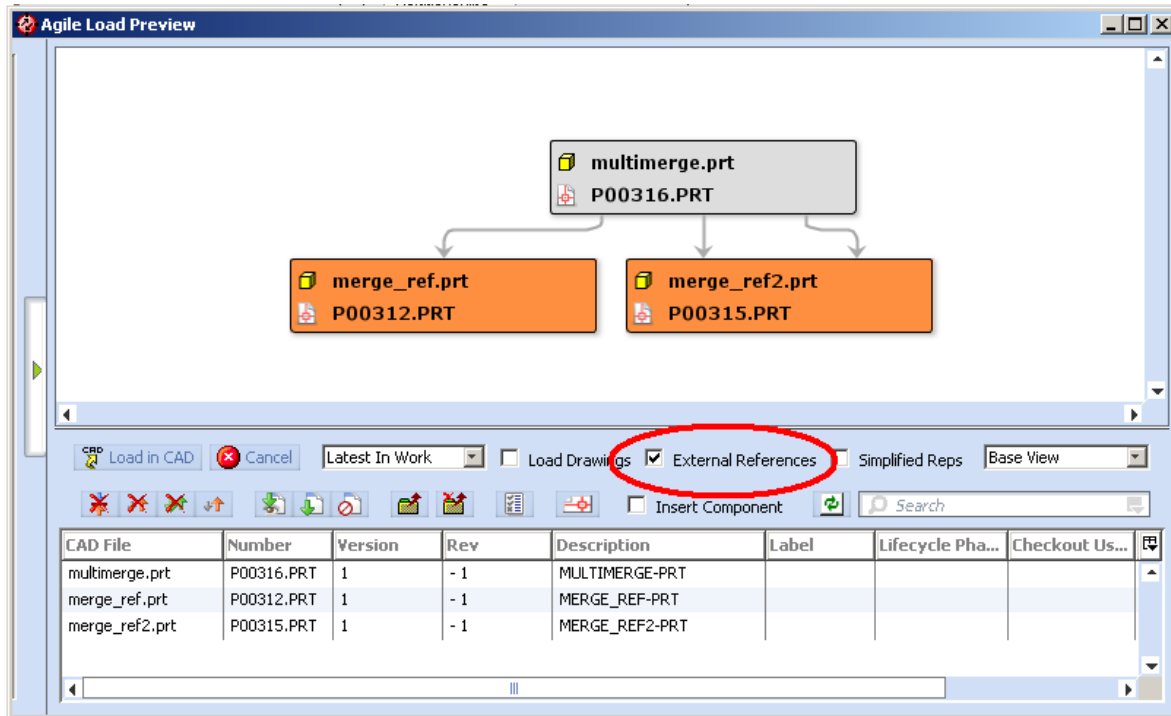 Agile Load Preview
multimerge.prt
P00316.PRT
merge_ref.prt merge_ref2.prt
P00312.PRT P00315.PRT
CAD Load in CAD Cancel Latest In Work Load Drawings External References Simplified Reps Base View
Insert Component Search
CAD File Number Version Rev Description Label Lifecycle Pha... Checkout Us...
multimerge.prt P00316.PRT 1 - 1 MULTIMERGE-PRT
merge_ref.prt P00312.PRT 1 - 1 MERGE_REF-PRT
merge_ref2.prt P00315.PRT 1 - 1 MERGE_REF2-PRT